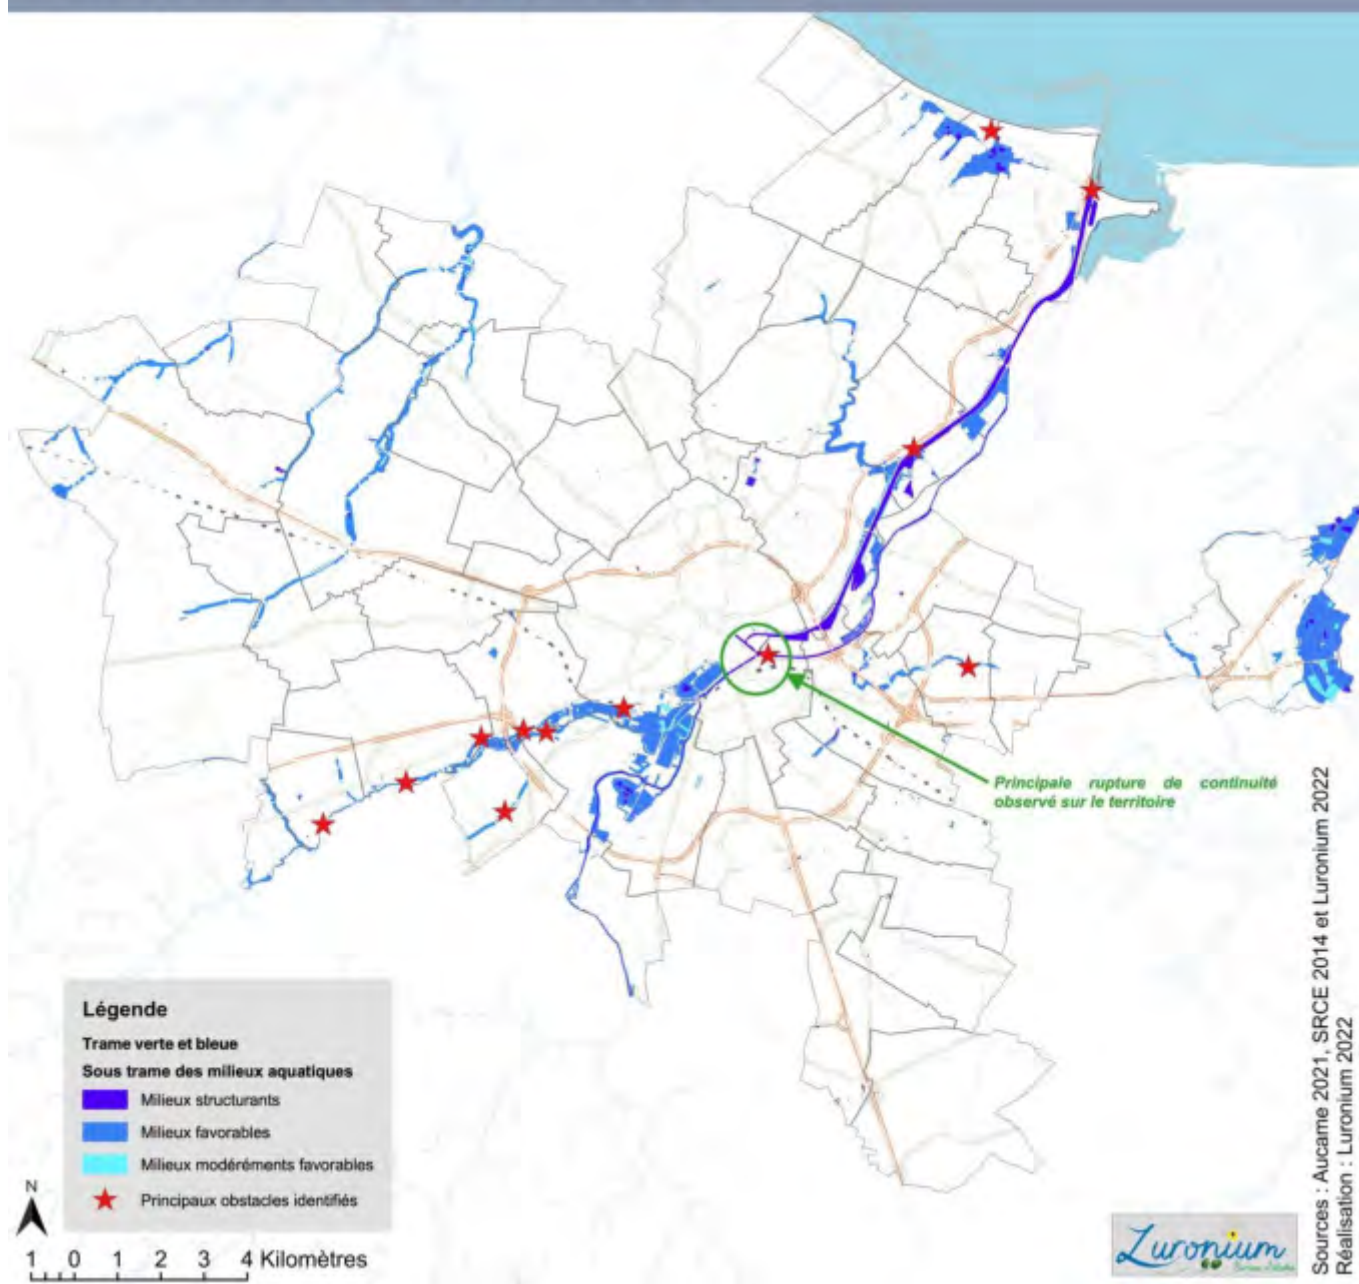 Principale rupture de continuité
observé sur le territoire
Légende
Trame verte et bleue
Sous trame des milieux aquatiques
Milieux structurants
Milieux favorables
Milieux modéréments favorables
Principaux obstacles identifiés
N
1 0 1 2 3 4 Kilomètres
Luronium
Sources : Aucame 2021, SRCE 2014 et Luronium 2022
Réalisation : Luronium 2022